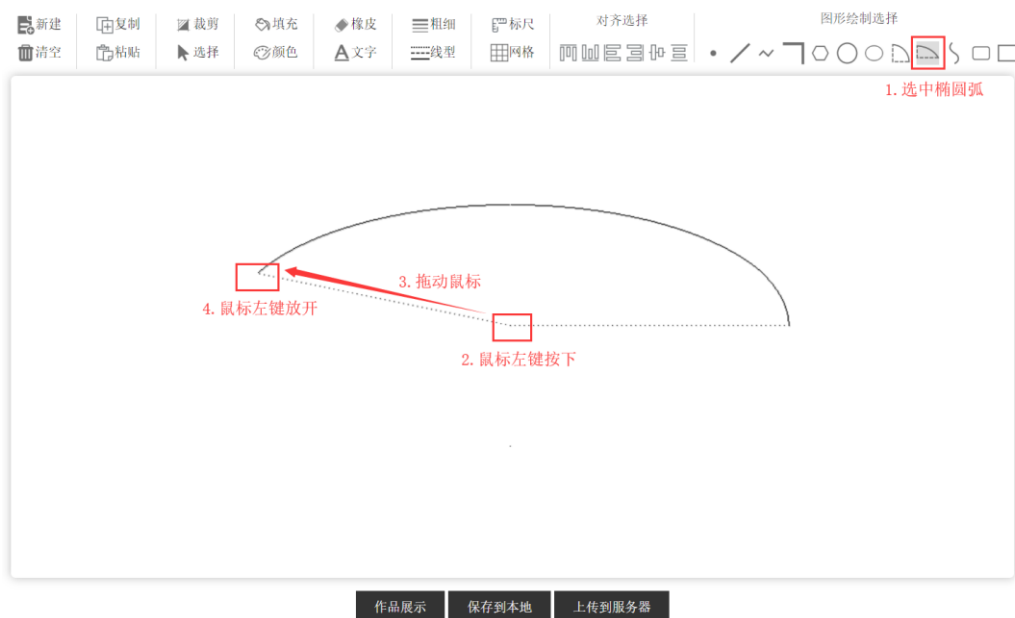 新建 复制 裁剪 填充 橡皮 粗细 标尺 对齐选择 图形绘制选择
清空 粘贴 选择 颜色 A文字 线型 网格
1.选中椭圆弧
3.拖动鼠标
4.鼠标左键放开
2.鼠标左键按下
作品展示 保存到本地 上传到服务器